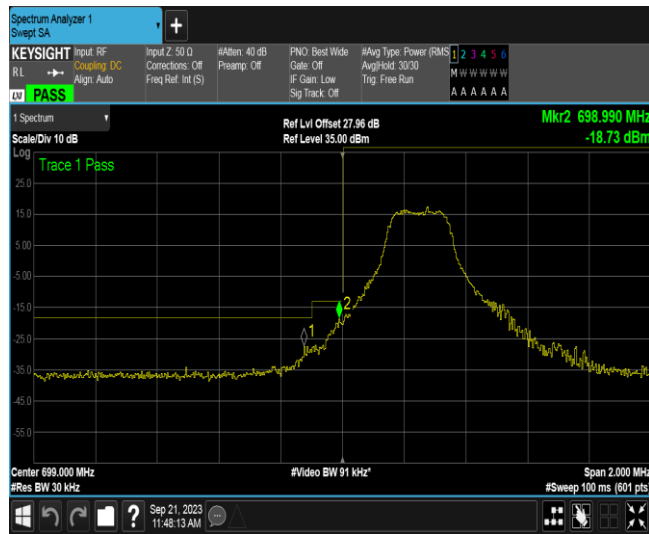 Spectrum Analyzer 1
Swept SA
+
KEYSIGHT
RL
LXI PASS
Input: RF
Coupling: DC
Align: Auto
Input Z: 50 Ω
Corrections: Off
Freq Ref: Int (S)
#Atten: 40 dB
Preamp: Off
PNO: Best Wide
Gate: Off
IF Gain: Low
Sig Track: Off
#Avg Type: Power (RMS
Avg|Hold: 30/30
Trig: Free Run
1 2 3 4 5 6
M W W W W W
A A A A A A
1 Spectrum
Scale/Div 10 dB
Ref Lvl Offset 27.96 dB
Ref Level 35.00 dBm
Mkr2 698.990 MHz
-18.73 dBm
Log
Trace 1 Pass
25.0
15.0
5.00
-5.00
-15.0
-25.0
-35.0
-45.0
-55.0
1
2
Center 699.000 MHz
#Res BW 30 kHz
#Video BW 91 kHz*
Span 2.000 MHz
#Sweep 100 ms (601 pts
?
Sep 21, 2023
11:48:13 AM